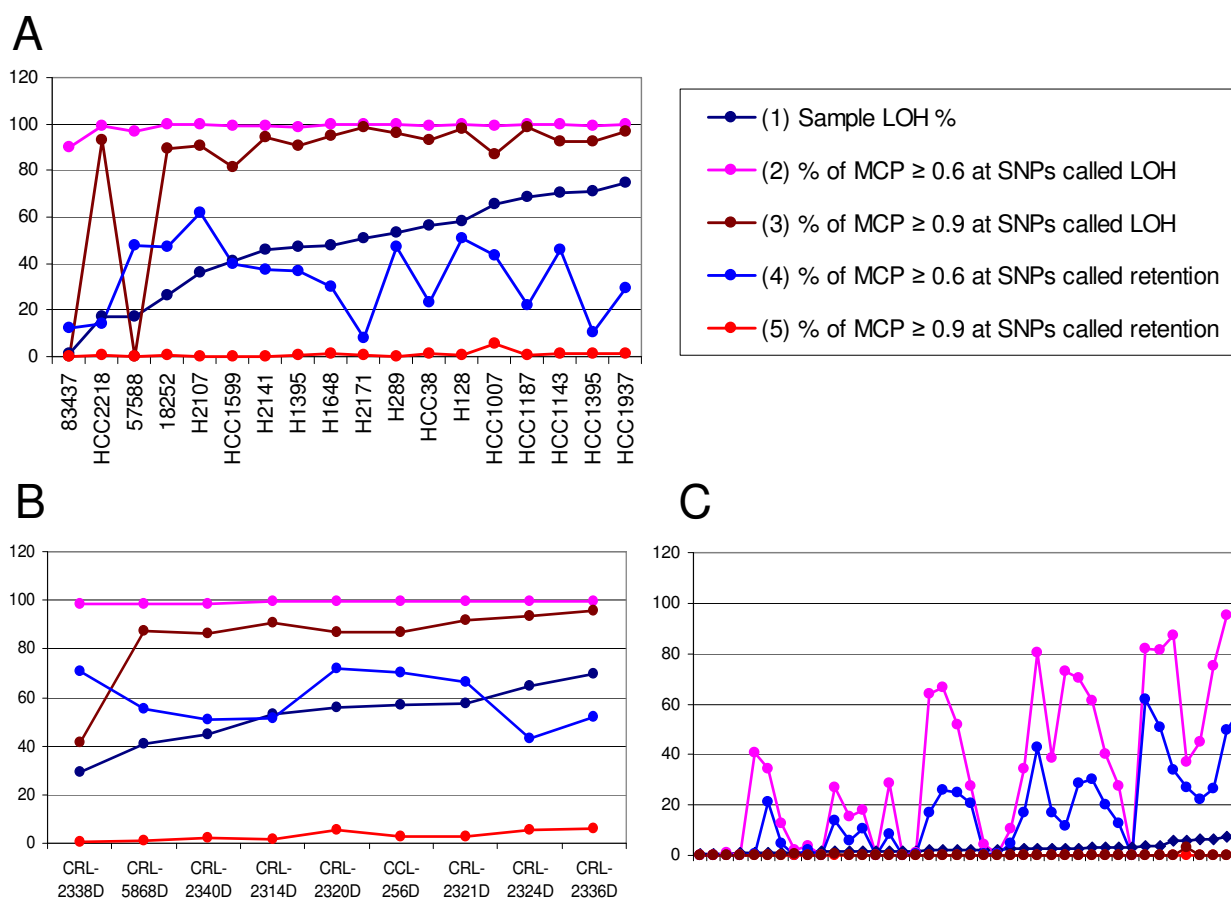 A
120
100
80
60
40
20
0
83437
HCC2218
57588
18252
H2107
HCC1599
H2141
H1395
H1648
H2171
H289
HCC38
H128
HCC1007
HCC1187
HCC1143
HCC1395
HCC1937
(1) Sample LOH %
(2) % of MCP ≥ 0.6 at SNPs called LOH
(3) % of MCP ≥ 0.9 at SNPs called LOH
(4) % of MCP ≥ 0.6 at SNPs called retention
(5) % of MCP ≥ 0.9 at SNPs called retention
B
120
100
80
60
40
20
0
CRL-
2338D
CRL-
5868D
CRL-
2340D
CRL-
2314D
CRL-
2320D
CCL-
256D
CRL-
2321D
CRL-
2324D
CRL-
2336D
C
120
100
80
60
40
20
0